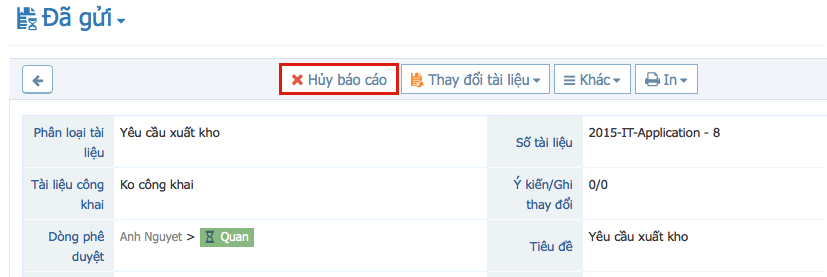 Đã gửi
Hủy báo cáo Thay đổi tài liệu Khác In
Phân loại tài liệu Yêu cầu xuất kho Số tài liệu 2015-IT-Application - 8
Tài liệu công khai Ko công khai Ý kiến/Ghi thay đổi 0/0
Dòng phê duyệt Anh Nguyet > Quan Tiêu đề Yêu cầu xuất kho